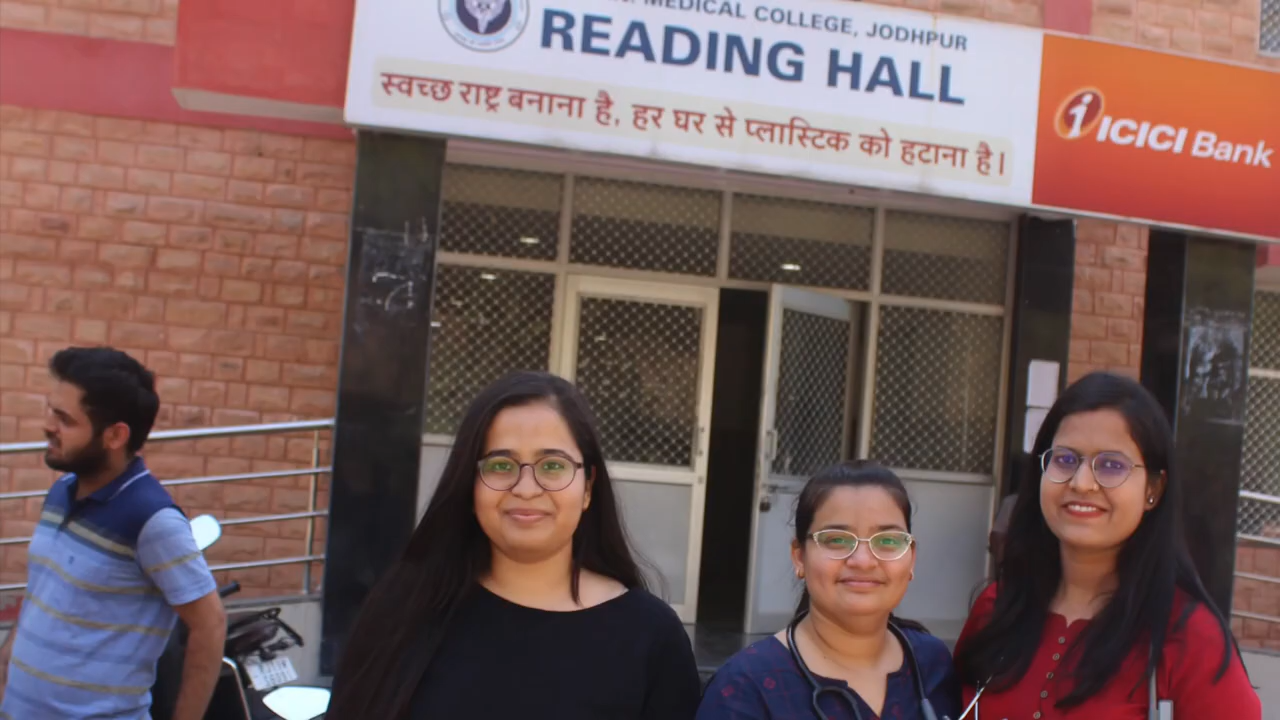 MEDICAL COLLEGE, JODHPUR
READING HALL
स्वच्छ राष्ट्र बनाना है, हर घर से प्लास्टिक को हटाना है।
ICICI Bank